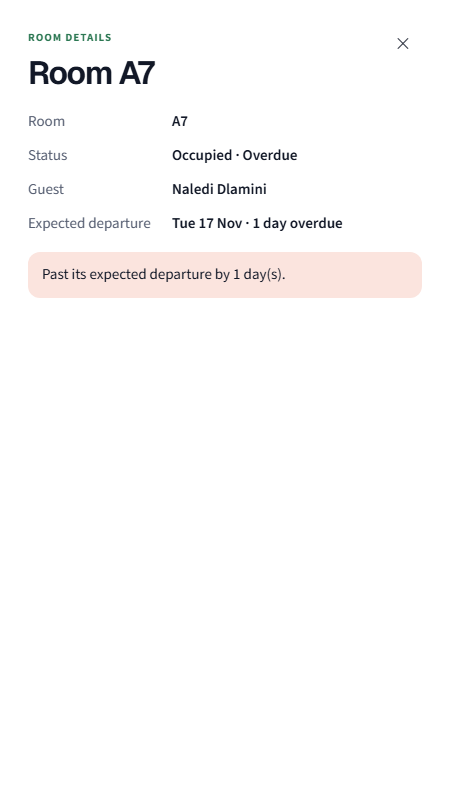 ROOM DETAILS
Room A7
Room A7
Status Occupied · Overdue
Guest Naledi Dlamini
Expected departure Tue 17 Nov · 1 day overdue
Past its expected departure by 1 day(s).